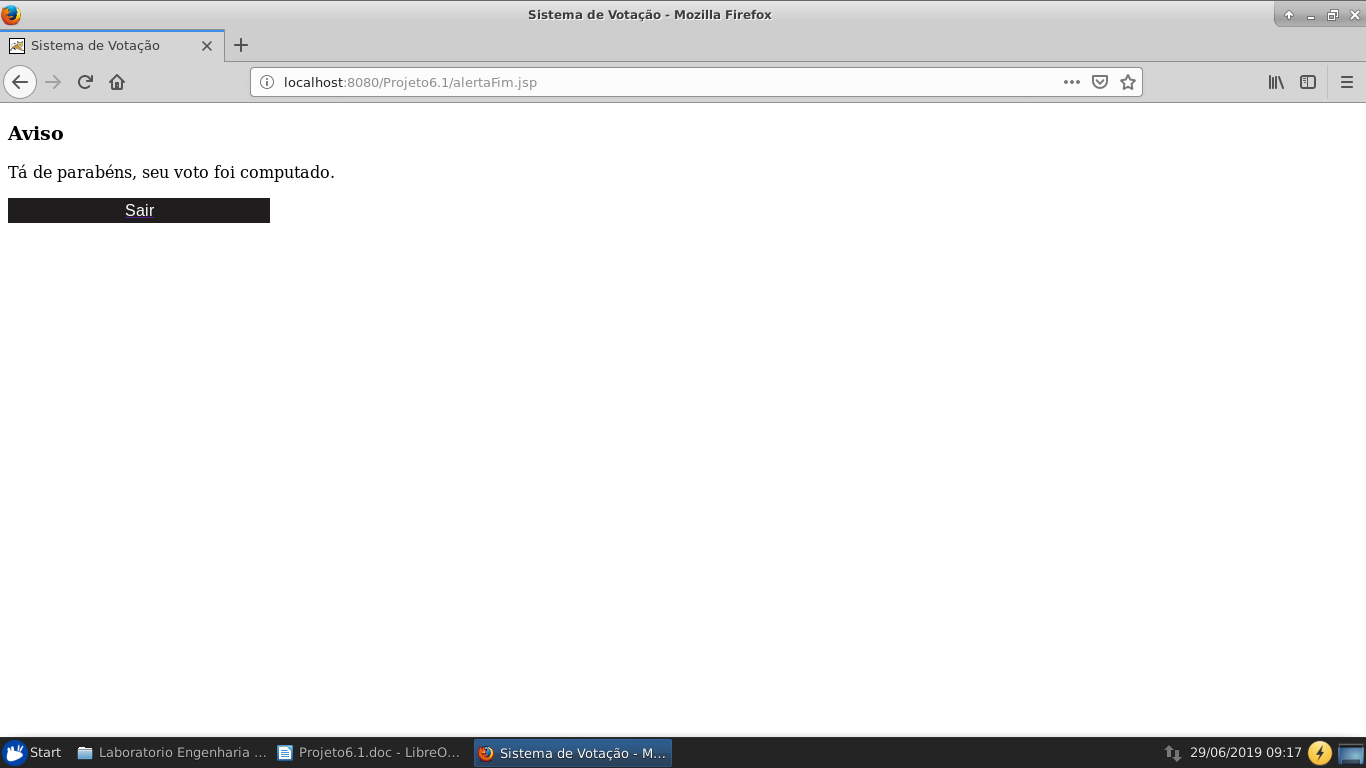 Sistema de Votação - Mozilla Firefox
Sistema de Votação
localhost:8080/Projeto6.1/alertaFim.jsp
Aviso
Tá de parabéns, seu voto foi computado.
Sair
Start Laboratorio Engenharia ... Projeto6.1.doc - LibreO... Sistema de Votação - M... 29/06/2019 09:17